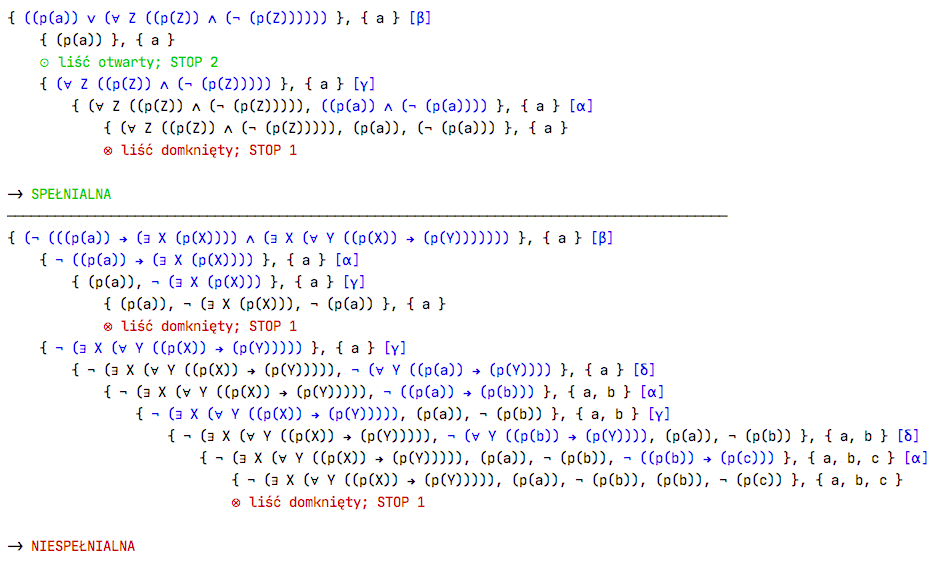 { ((p(a)) ∨ (∀ Z ((p(Z)) ∧ (¬ (p(Z)))))) }, { a } [β]
{ (p(a)) }, { a }
⊙ liść otwarty; STOP 2
{ (∀ Z ((p(Z)) ∧ (¬ (p(Z))))) }, { a } [γ]
{ (∀ Z ((p(Z)) ∧ (¬ (p(Z))))), ((p(a)) ∧ (¬ (p(a)))) }, { a } [α]
{ (∀ Z ((p(Z)) ∧ (¬ (p(Z))))), (p(a)), (¬ (p(a))) }, { a }
⊗ liść domknięty; STOP 1
→ SPEŁNIALNA
{ (¬ (((p(a)) → (∃ X (p(X)))) ∧ (∃ X (∀ Y ((p(X)) → (p(Y))))))) }, { a } [β]
{ ¬ ((p(a)) → (∃ X (p(X)))) }, { a } [α]
{ (p(a)), ¬ (∃ X (p(X))) }, { a } [γ]
{ (p(a)), ¬ (∃ X (p(X))), ¬ (p(a)) }, { a }
⊗ liść domknięty; STOP 1
{ ¬ (∃ X (∀ Y ((p(X)) → (p(Y))))) }, { a } [γ]
{ ¬ (∃ X (∀ Y ((p(X)) → (p(Y))))), ¬ (∀ Y ((p(a)) → (p(Y)))) }, { a } [δ]
{ ¬ (∃ X (∀ Y ((p(X)) → (p(Y))))), ¬ ((p(a)) → (p(b))) }, { a, b } [α]
{ ¬ (∃ X (∀ Y ((p(X)) → (p(Y))))), (p(a)), ¬ (p(b)) }, { a, b } [γ]
{ ¬ (∃ X (∀ Y ((p(X)) → (p(Y))))), ¬ (∀ Y ((p(b)) → (p(Y)))), (p(a)), ¬ (p(b)) }, { a, b } [δ]
{ ¬ (∃ X (∀ Y ((p(X)) → (p(Y))))), (p(a)), ¬ (p(b)), ¬ ((p(b)) → (p(c))) }, { a, b, c } [α]
{ ¬ (∃ X (∀ Y ((p(X)) → (p(Y))))), (p(a)), ¬ (p(b)), (p(b)), ¬ (p(c)) }, { a, b, c }
⊗ liść domknięty; STOP 1
→ NIESPEŁNIALNA